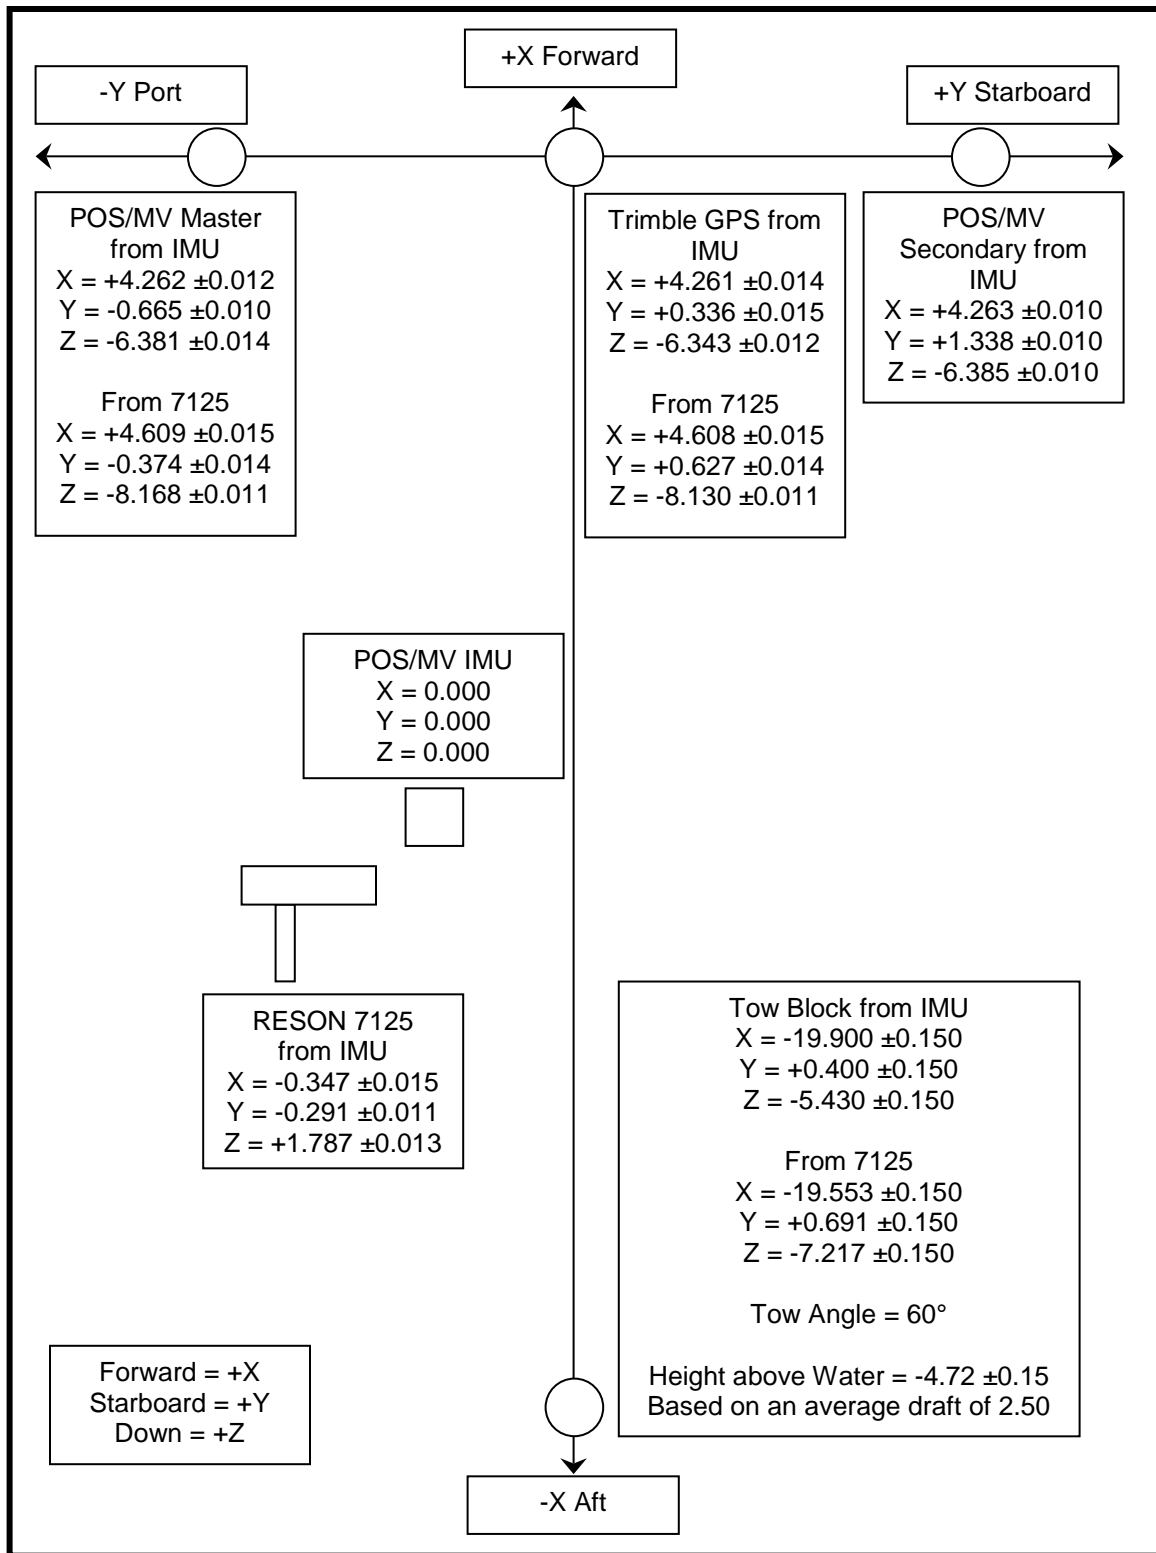 +X Forward
-Y Port
+Y Starboard
POS/MV Master
from IMU
X = +4.262 ±0.012
Y = -0.665 ±0.010
Z = -6.381 ±0.014
From 7125
X = +4.609 ±0.015
Y = -0.374 ±0.014
Z = -8.168 ±0.011
Trimble GPS from
IMU
X = +4.261 ±0.014
Y = +0.336 ±0.015
Z = -6.343 ±0.012
From 7125
X = +4.608 ±0.015
Y = +0.627 ±0.014
Z = -8.130 ±0.011
POS/MV
Secondary from
IMU
X = +4.263 ±0.010
Y = +1.338 ±0.010
Z = -6.385 ±0.010
POS/MV IMU
X = 0.000
Y = 0.000
Z = 0.000
RESON 7125
from IMU
X = -0.347 ±0.015
Y = -0.291 ±0.011
Z = +1.787 ±0.013
Tow Block from IMU
X = -19.900 ±0.150
Y = +0.400 ±0.150
Z = -5.430 ±0.150
From 7125
X = -19.553 ±0.150
Y = +0.691 ±0.150
Z = -7.217 ±0.150
Tow Angle = 60°
Height above Water = -4.72 ±0.15
Based on an average draft of 2.50
Forward = +X
Starboard = +Y
Down = +Z
-X Aft